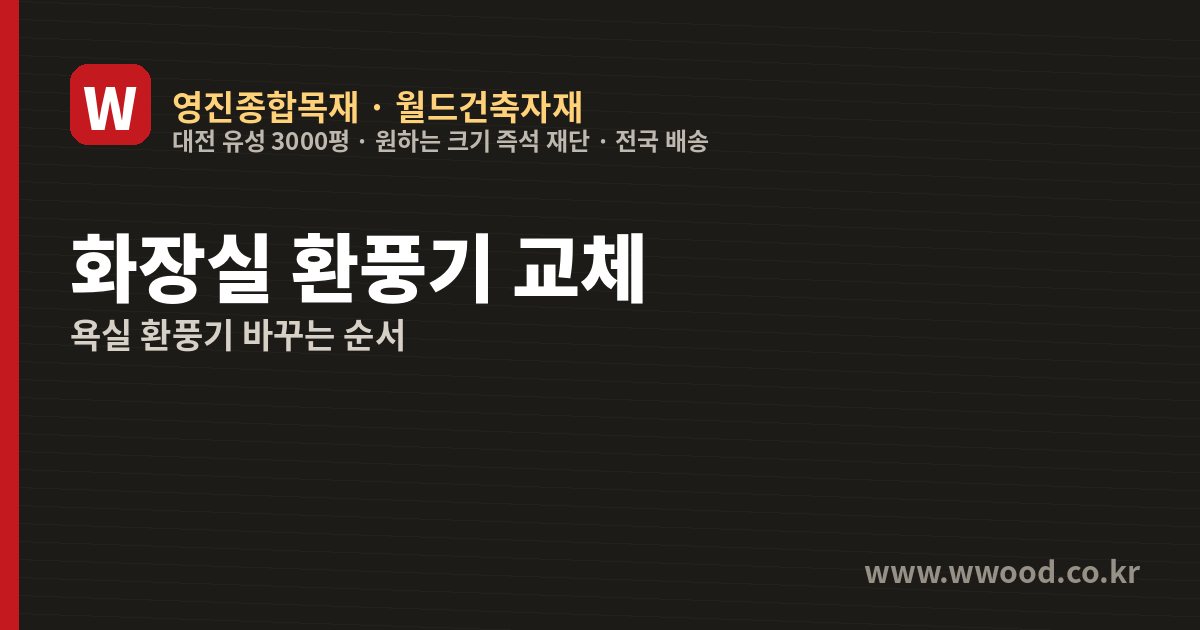 W
영진종합목재 · 월드건축자재
대전 유성 3000평 · 원하는 크기 즉석 재단 · 전국 배송
화장실 환풍기 교체
욕실 환풍기 바꾸는 순서
www.wwood.co.kr